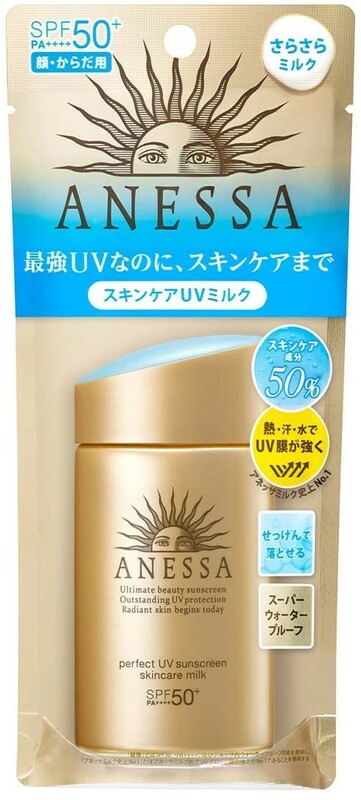 SPF50+
PA++++
顔・からだ用
さらさら
ミルク
ANESSA
最強UVなのに、スキンケアまで
スキンケアUVミルク
スキンケア
成分
50%
熱・汗・水で
UV膜が強く
アネッサミルク史上No.1
せっけんで
落とせる
スーパー
ウォーター
プルーフ
ANESSA
Ultimate beauty sunscreen
Outstanding UV protection
Radiant skin begins today
perfect UV sunscreen
skincare milk
SPF50+
PA++++